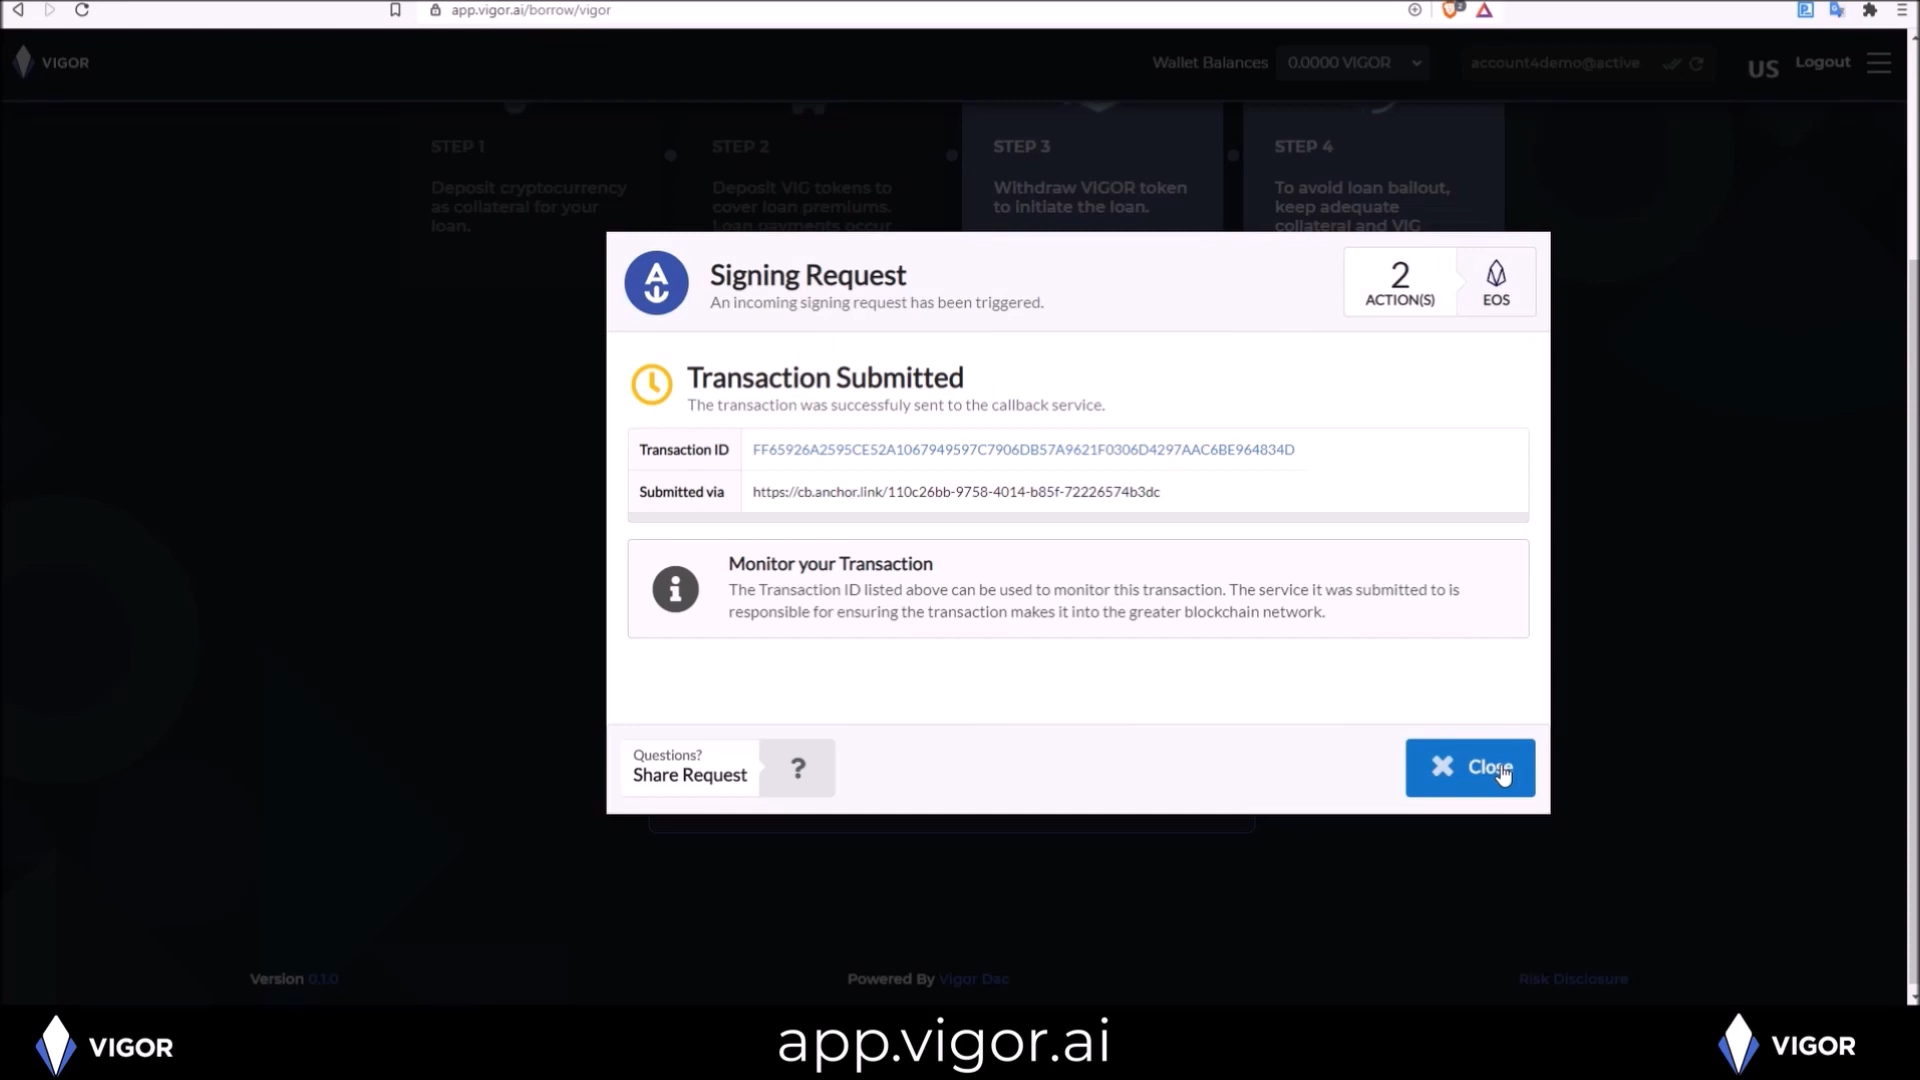 app.vigor.ai/borrow/vigor
VIGOR
Wallet Balances
0.0000 VIGOR
account4demo@active
US
Logout
STEP 1
Deposit cryptocurrency
as collateral for your
loan.
STEP 2
Deposit VIG tokens to
cover loan premiums.
Loan payments occur
STEP 3
Withdraw VIGOR token
to initiate the loan.
STEP 4
To avoid loan bailout,
keep adequate
collateral and VIG
Signing Request
An incoming signing request has been triggered.
2
ACTION(S)
EOS
Transaction Submitted
The transaction was successfuly sent to the callback service.
Transaction ID
FF65926A2595CE52A1067949597C7906DB57A9621F0306D4297AAC6BE964834D
Submitted via
https://cb.anchor.link/110c26bb-9758-4014-b85f-72226574b3dc
Monitor your Transaction
The Transaction ID listed above can be used to monitor this transaction. The service it was submitted to is
responsible for ensuring the transaction makes it into the greater blockchain network.
Questions?
Share Request
?
Close
Version 0.1.0
Powered By Vigor Dac
Risk Disclosure
VIGOR
app.vigor.ai
VIGOR